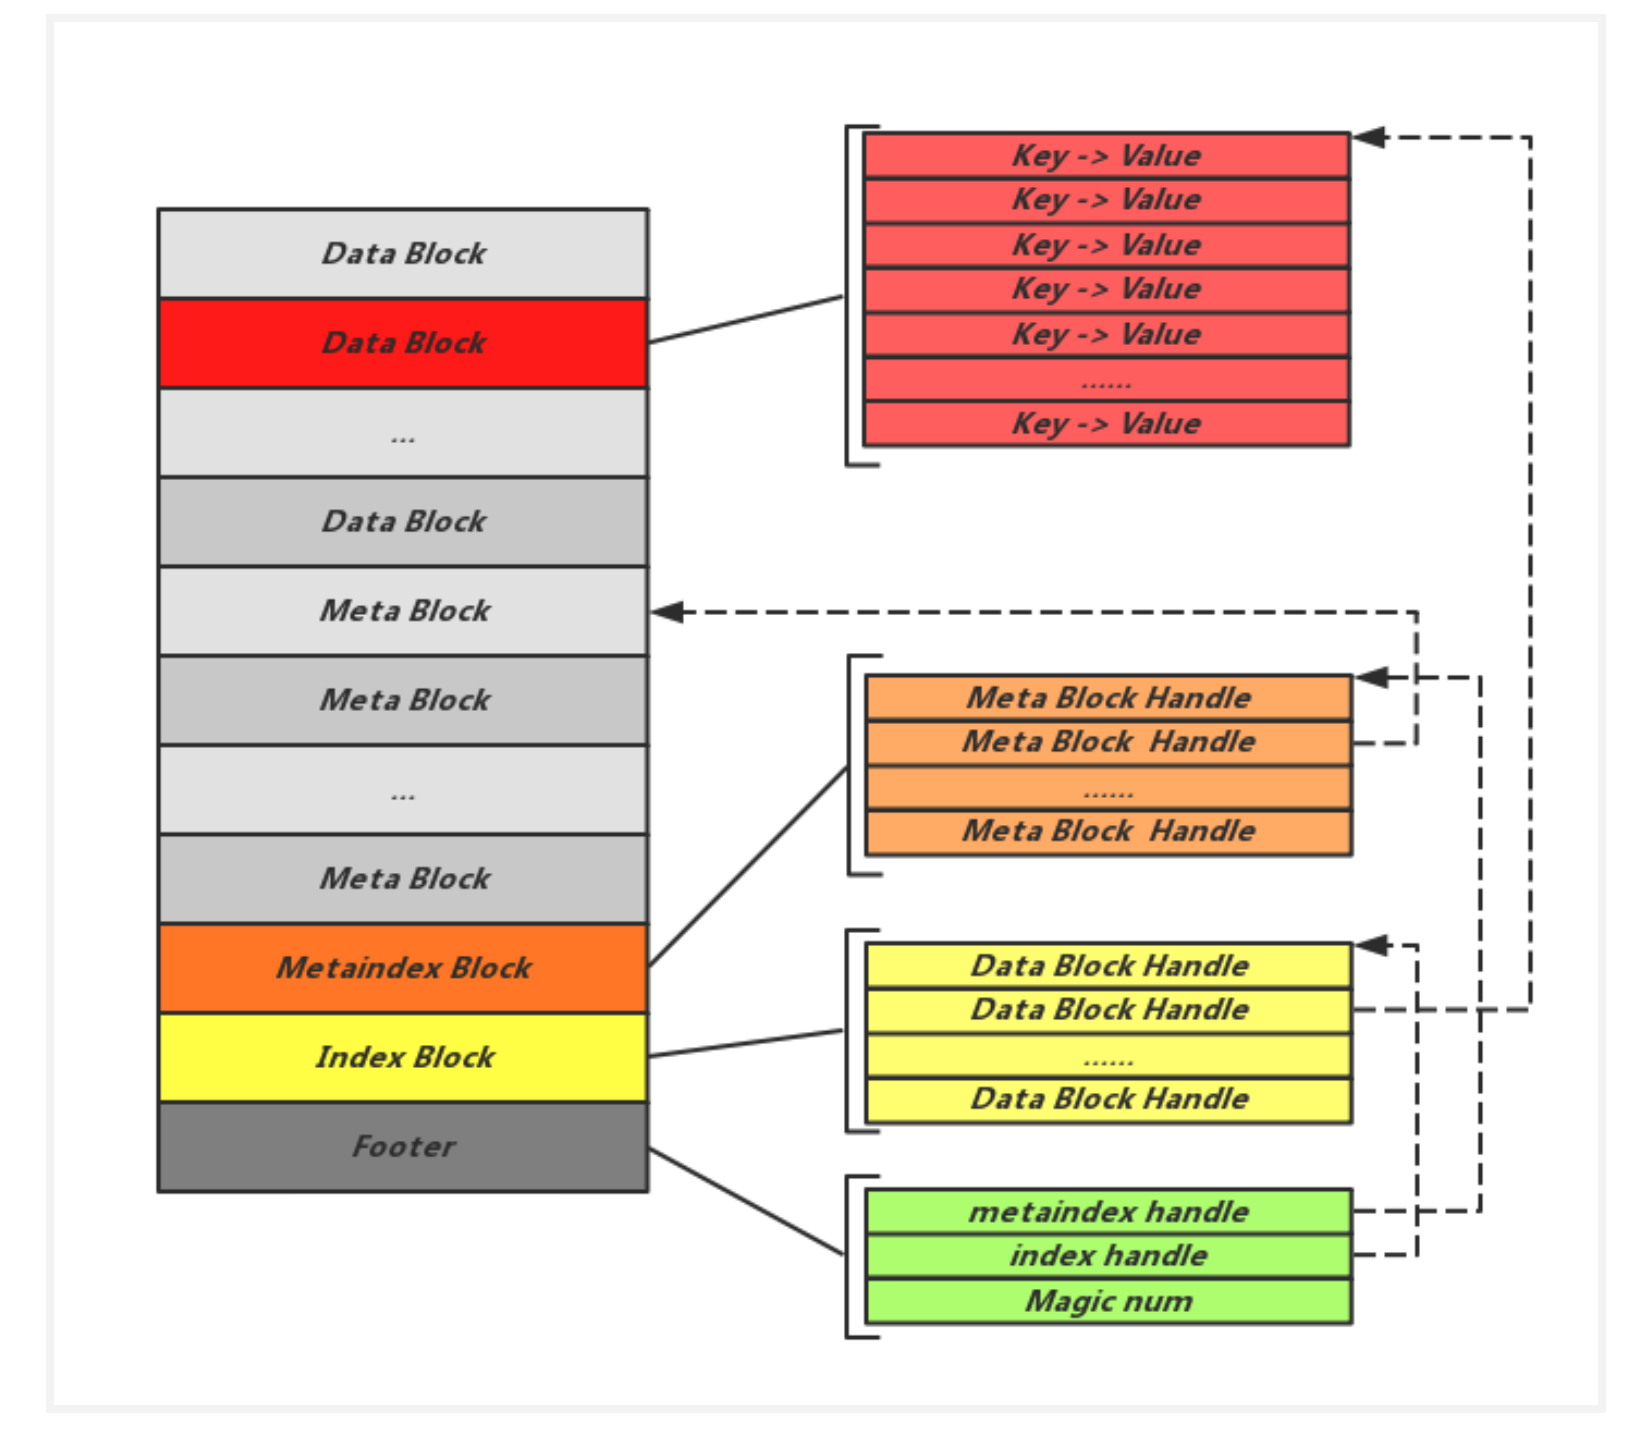 Data Block
Data Block
...
Data Block
Meta Block
Meta Block
...
Meta Block
Metaindex Block
Index Block
Footer
Key -> Value
Key -> Value
Key -> Value
Key -> Value
Key -> Value
......
Key -> Value
Meta Block Handle
Meta Block Handle
......
Meta Block Handle
Data Block Handle
Data Block Handle
......
Data Block Handle
metaindex handle
index handle
Magic num